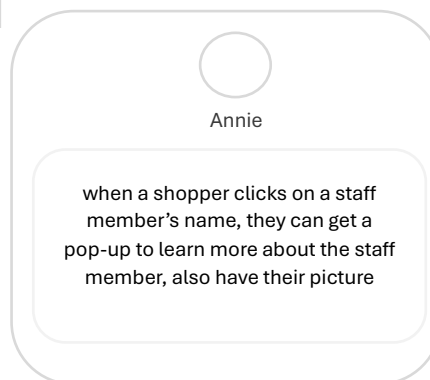 Annie
when a shopper clicks on a staff
member’s name, they can get a
pop-up to learn more about the staff
member, also have their picture